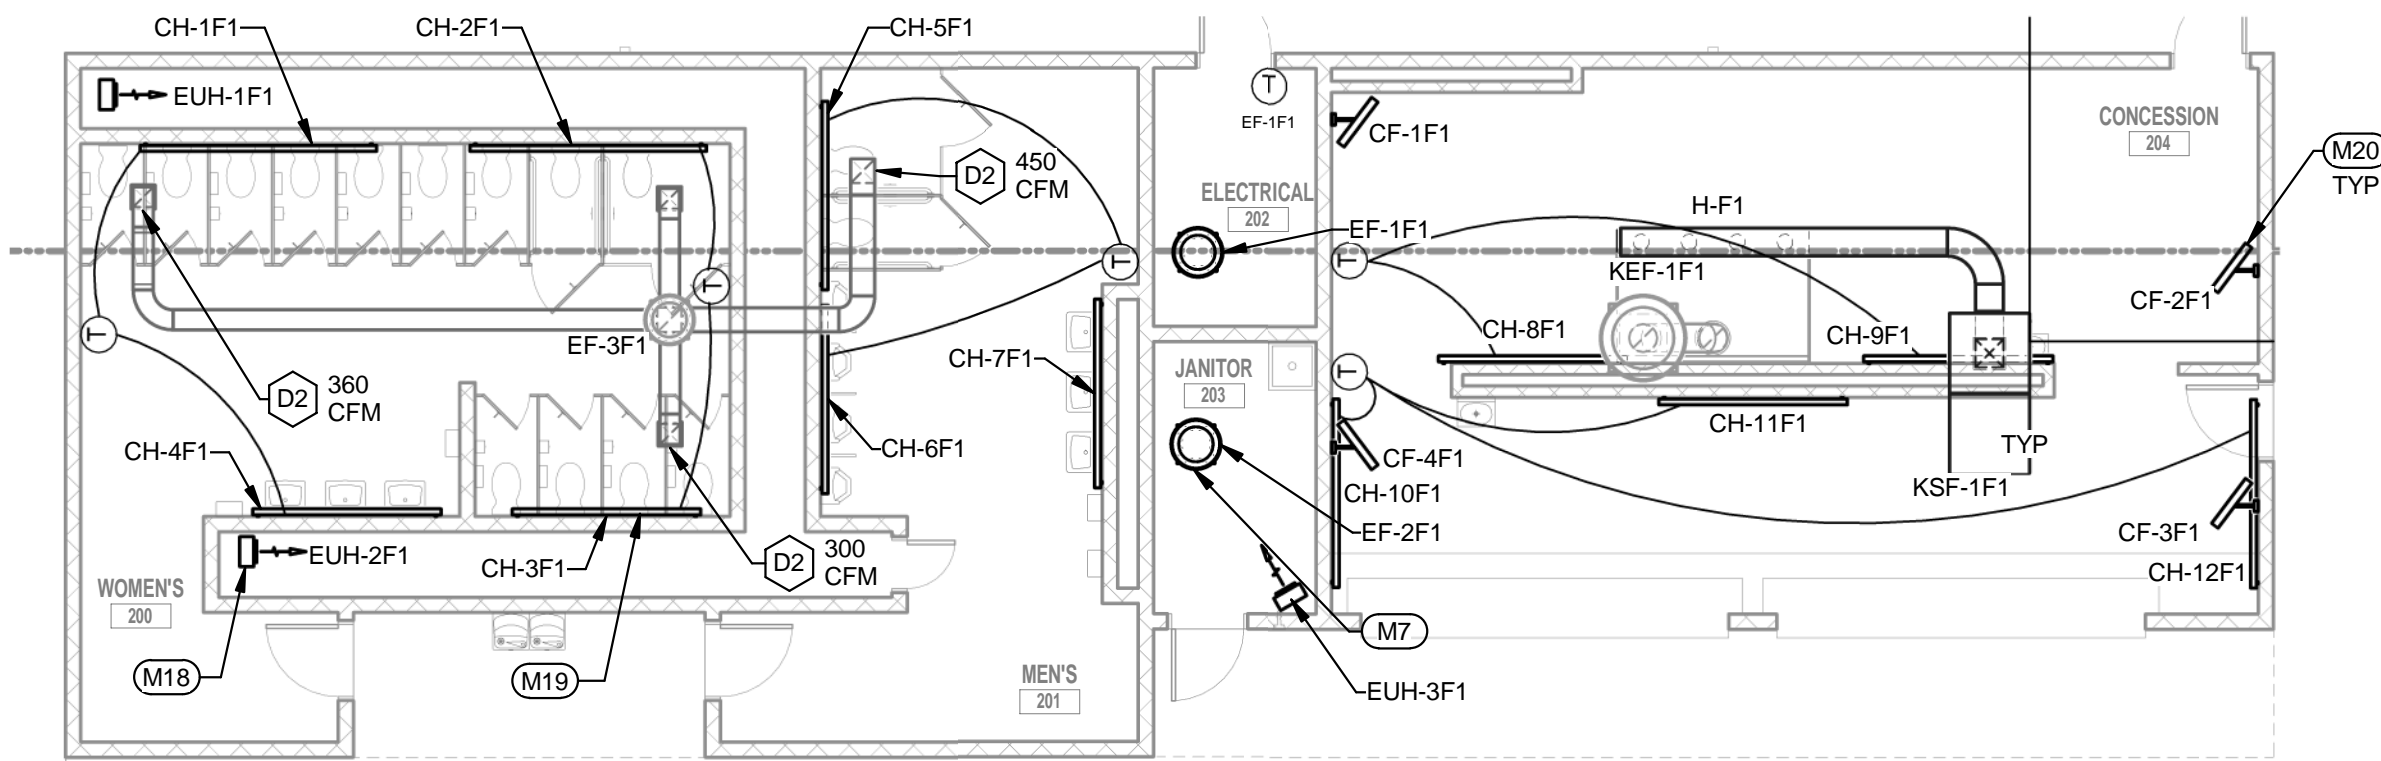 CH-1F1
CH-2F1
CH-5F1
EUH-1F1
T
EF-1F1
CF-1F1
CONCESSION
204
M20
TYP
D2
450
CFM
ELECTRICAL
202
H-F1
EF-1F1
T
T
KEF-1F1
CF-2F1
T
T
EF-3F1
CH-8F1
CH-9F1
CH-7F1
JANITOR
203
T
D2
360
CFM
CH-11F1
TYP
CH-4F1
CH-6F1
CF-4F1
CH-10F1
KSF-1F1
EF-2F1
CF-3F1
EUH-2F1
CH-3F1
D2
300
CFM
CH-12F1
WOMEN'S
200
M7
M18
M19
MEN'S
201
EUH-3F1